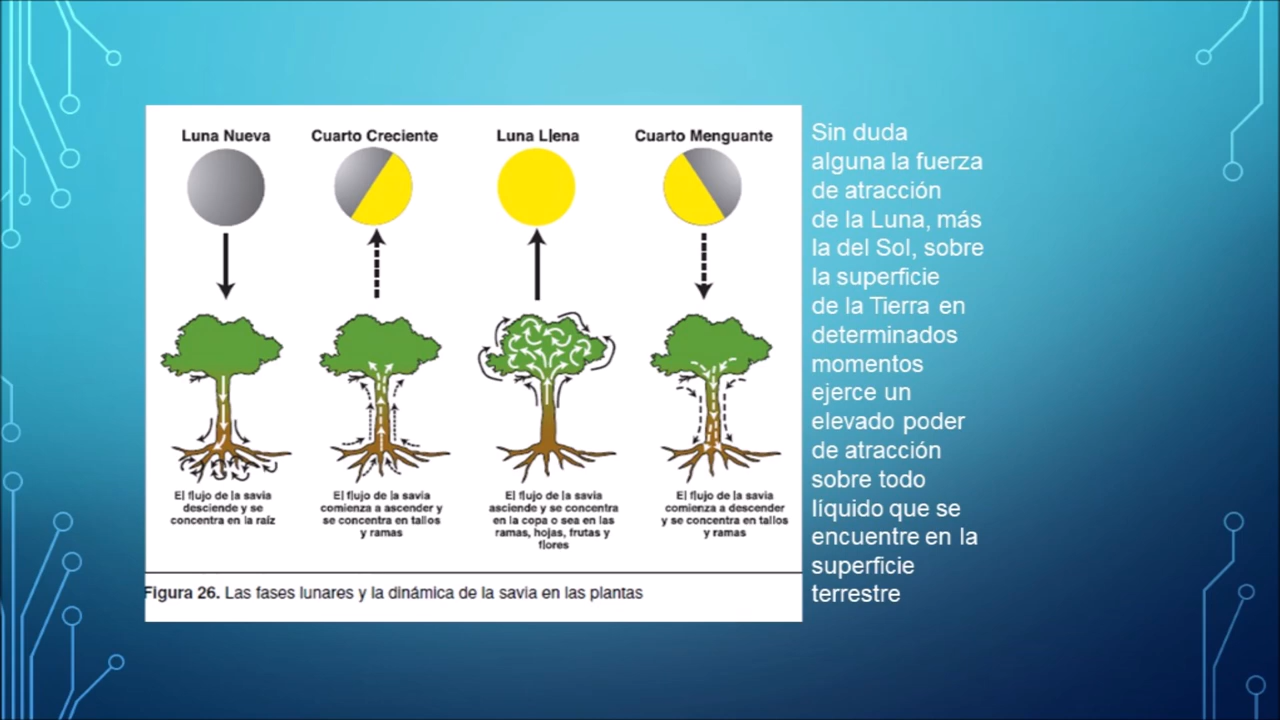 Luna Nueva
Cuarto Creciente
Luna Llena
Cuarto Menguante
El flujo de la savia
desciende y se
concentra en la raíz
El flujo de la savia
comienza a ascender y
se concentra en tallos
y ramas
El flujo de la savia
asciende y se concentra
en la copa o sea en las
ramas, hojas, frutas y
flores
El flujo de la savia
comienza a descender
y se concentra en tallos
y ramas
Figura 26. Las fases lunares y la dinámica de la savia en las plantas
Sin duda
alguna la fuerza
de atracción
de la Luna, más
la del Sol, sobre
la superficie
de la Tierra en
determinados
momentos
ejerce un
elevado poder
de atracción
sobre todo
líquido que se
encuentre en la
superficie
terrestre